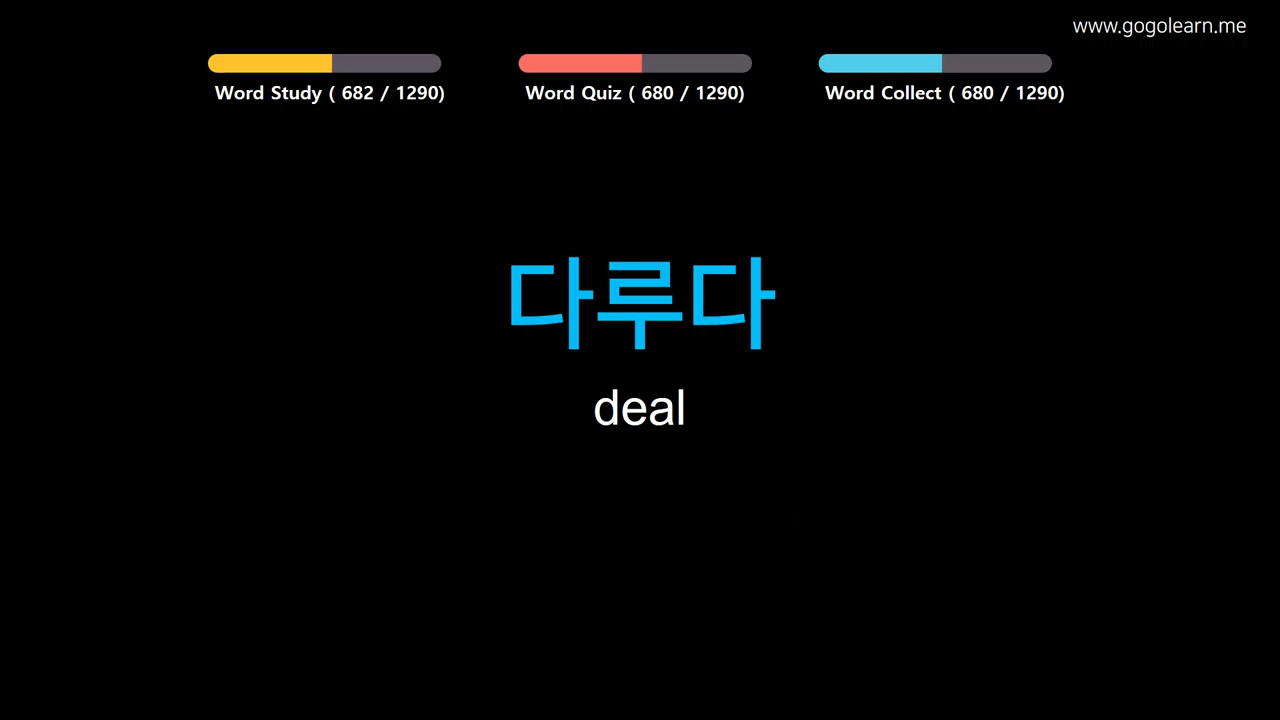 www.gogolearn.me
Word Study ( 682 / 1290)
Word Quiz ( 680 / 1290)
Word Collect ( 680 / 1290)
다루다
deal